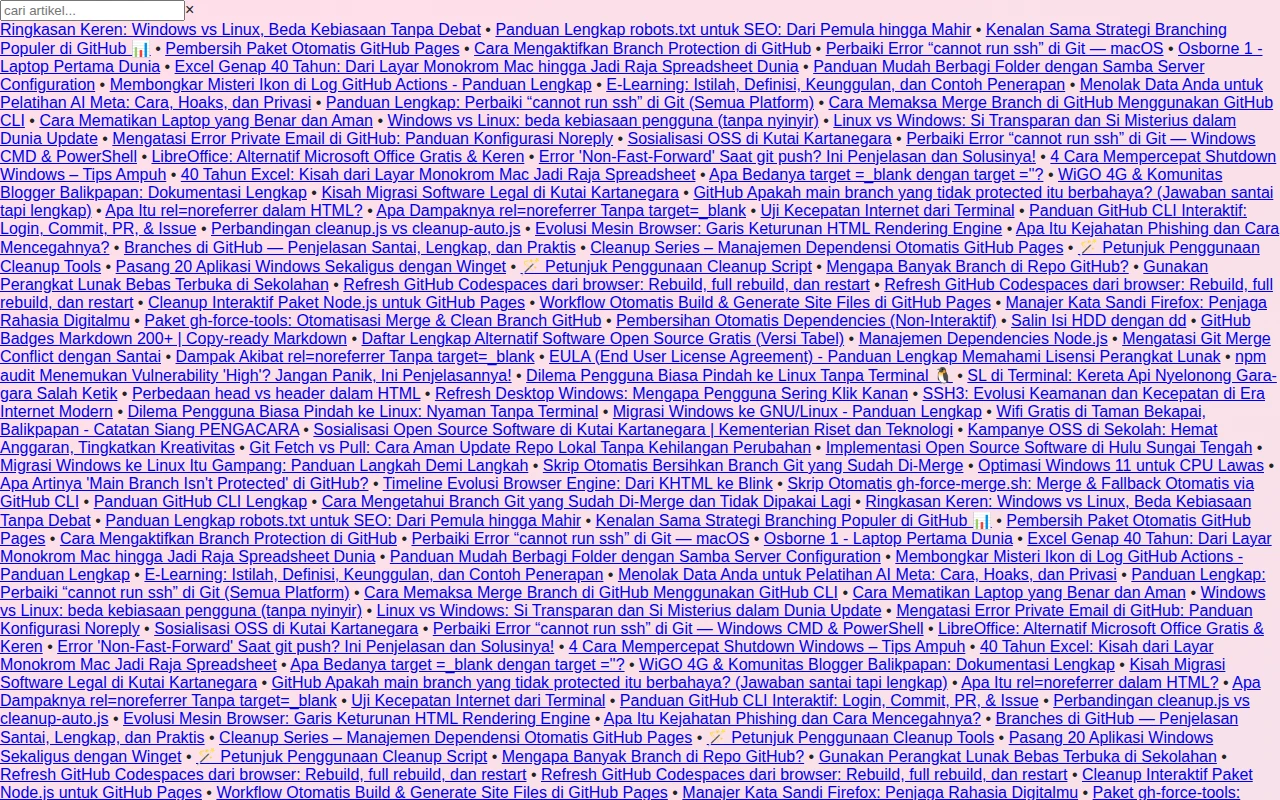 cari artikel... ×
Ringkasan Keren: Windows vs Linux, Beda Kebiasaan Tanpa Debat • Panduan Lengkap robots.txt untuk SEO: Dari Pemula hingga Mahir • Kenalan Sama Strategi Branching
Populer di GitHub 📊 • Pembersih Paket Otomatis GitHub Pages • Cara Mengaktifkan Branch Protection di GitHub • Perbaiki Error “cannot run ssh” di Git — macOS • Osborne 1 -
Laptop Pertama Dunia • Excel Genap 40 Tahun: Dari Layar Monokrom Mac hingga Jadi Raja Spreadsheet Dunia • Panduan Mudah Berbagi Folder dengan Samba Server
Configuration • Membongkar Misteri Ikon di Log GitHub Actions - Panduan Lengkap • E-Learning: Istilah, Definisi, Keunggulan, dan Contoh Penerapan • Menolak Data Anda untuk
Pelatihan AI Meta: Cara, Hoaks, dan Privasi • Panduan Lengkap: Perbaiki “cannot run ssh” di Git (Semua Platform) • Cara Memaksa Merge Branch di GitHub Menggunakan GitHub
CLI • Cara Mematikan Laptop yang Benar dan Aman • Windows vs Linux: beda kebiasaan pengguna (tanpa nyinyir) • Linux vs Windows: Si Transparan dan Si Misterius dalam
Dunia Update • Mengatasi Error Private Email di GitHub: Panduan Konfigurasi Noreply • Sosialisasi OSS di Kutai Kartanegara • Perbaiki Error “cannot run ssh” di Git — Windows
CMD & PowerShell • LibreOffice: Alternatif Microsoft Office Gratis & Keren • Error 'Non-Fast-Forward' Saat git push? Ini Penjelasan dan Solusinya! • 4 Cara Mempercepat Shutdown
Windows – Tips Ampuh • 40 Tahun Excel: Kisah dari Layar Monokrom Mac Jadi Raja Spreadsheet • Apa Bedanya target =_blank dengan target =''? • WiGO 4G & Komunitas
Blogger Balikpapan: Dokumentasi Lengkap • Kisah Migrasi Software Legal di Kutai Kartanegara • GitHub Apakah main branch yang tidak protected itu berbahaya? (Jawaban santai
tapi lengkap) • Apa Itu rel=noreferrer dalam HTML? • Apa Dampaknya rel=noreferrer Tanpa target=_blank • Uji Kecepatan Internet dari Terminal • Panduan GitHub CLI Interaktif:
Login, Commit, PR, & Issue • Perbandingan cleanup.js vs cleanup-auto.js • Evolusi Mesin Browser: Garis Keturunan HTML Rendering Engine • Apa Itu Kejahatan Phishing dan Cara
Mencegahnya? • Branches di GitHub — Penjelasan Santai, Lengkap, dan Praktis • Cleanup Series – Manajemen Dependensi Otomatis GitHub Pages • 🪄 Petunjuk Penggunaan
Cleanup Tools • Pasang 20 Aplikasi Windows Sekaligus dengan Winget • 🪄 Petunjuk Penggunaan Cleanup Script • Mengapa Banyak Branch di Repo GitHub? • Gunakan
Perangkat Lunak Bebas Terbuka di Sekolahan • Refresh GitHub Codespaces dari browser: Rebuild, full rebuild, dan restart • Refresh GitHub Codespaces dari browser: Rebuild, full
rebuild, dan restart • Cleanup Interaktif Paket Node.js untuk GitHub Pages • Workflow Otomatis Build & Generate Site Files di GitHub Pages • Manajer Kata Sandi Firefox: Penjaga
Rahasia Digitalmu • Paket gh-force-tools: Otomatisasi Merge & Clean Branch GitHub • Pembersihan Otomatis Dependencies (Non-Interaktif) • Salin Isi HDD dengan dd • GitHub
Badges Markdown 200+ | Copy-ready Markdown • Daftar Lengkap Alternatif Software Open Source Gratis (Versi Tabel) • Manajemen Dependencies Node.js • Mengatasi Git Merge
Conflict dengan Santai • Dampak Akibat rel=noreferrer Tanpa target=_blank • EULA (End User License Agreement) - Panduan Lengkap Memahami Lisensi Perangkat Lunak • npm
audit Menemukan Vulnerability 'High'? Jangan Panik, Ini Penjelasannya! • Dilema Pengguna Biasa Pindah ke Linux Tanpa Terminal 🐧 • SL di Terminal: Kereta Api Nyelonong Gara-
gara Salah Ketik • Perbedaan head vs header dalam HTML • Refresh Desktop Windows: Mengapa Pengguna Sering Klik Kanan • SSH3: Evolusi Keamanan dan Kecepatan di Era
Internet Modern • Dilema Pengguna Biasa Pindah ke Linux: Nyaman Tanpa Terminal • Migrasi Windows ke GNU/Linux - Panduan Lengkap • Wifi Gratis di Taman Bekapai,
Balikpapan - Catatan Siang PENGACARA • Sosialisasi Open Source Software di Kutai Kartanegara | Kementerian Riset dan Teknologi • Kampanye OSS di Sekolah: Hemat
Anggaran, Tingkatkan Kreativitas • Git Fetch vs Pull: Cara Aman Update Repo Lokal Tanpa Kehilangan Perubahan • Implementasi Open Source Software di Hulu Sungai Tengah •
Migrasi Windows ke Linux Itu Gampang: Panduan Langkah Demi Langkah • Skrip Otomatis Bersihkan Branch Git yang Sudah Di-Merge • Optimasi Windows 11 untuk CPU Lawas •
Apa Artinya 'Main Branch Isn't Protected' di GitHub? • Timeline Evolusi Browser Engine: Dari KHTML ke Blink • Skrip Otomatis gh-force-merge.sh: Merge & Fallback Otomatis via
GitHub CLI • Panduan GitHub CLI Lengkap • Cara Mengetahui Branch Git yang Sudah Di-Merge dan Tidak Dipakai Lagi • Ringkasan Keren: Windows vs Linux, Beda Kebiasaan
Tanpa Debat • Panduan Lengkap robots.txt untuk SEO: Dari Pemula hingga Mahir • Kenalan Sama Strategi Branching Populer di GitHub 📊 • Pembersih Paket Otomatis GitHub
Pages • Cara Mengaktifkan Branch Protection di GitHub • Perbaiki Error “cannot run ssh” di Git — macOS • Osborne 1 - Laptop Pertama Dunia • Excel Genap 40 Tahun: Dari Layar
Monokrom Mac hingga Jadi Raja Spreadsheet Dunia • Panduan Mudah Berbagi Folder dengan Samba Server Configuration • Membongkar Misteri Ikon di Log GitHub Actions -
Panduan Lengkap • E-Learning: Istilah, Definisi, Keunggulan, dan Contoh Penerapan • Menolak Data Anda untuk Pelatihan AI Meta: Cara, Hoaks, dan Privasi • Panduan Lengkap:
Perbaiki “cannot run ssh” di Git (Semua Platform) • Cara Memaksa Merge Branch di GitHub Menggunakan GitHub CLI • Cara Mematikan Laptop yang Benar dan Aman • Windows
vs Linux: beda kebiasaan pengguna (tanpa nyinyir) • Linux vs Windows: Si Transparan dan Si Misterius dalam Dunia Update • Mengatasi Error Private Email di GitHub: Panduan
Konfigurasi Noreply • Sosialisasi OSS di Kutai Kartanegara • Perbaiki Error “cannot run ssh” di Git — Windows CMD & PowerShell • LibreOffice: Alternatif Microsoft Office Gratis &
Keren • Error 'Non-Fast-Forward' Saat git push? Ini Penjelasan dan Solusinya! • 4 Cara Mempercepat Shutdown Windows – Tips Ampuh • 40 Tahun Excel: Kisah dari Layar
Monokrom Mac Jadi Raja Spreadsheet • Apa Bedanya target =_blank dengan target =''? • WiGO 4G & Komunitas Blogger Balikpapan: Dokumentasi Lengkap • Kisah Migrasi
Software Legal di Kutai Kartanegara • GitHub Apakah main branch yang tidak protected itu berbahaya? (Jawaban santai tapi lengkap) • Apa Itu rel=noreferrer dalam HTML? • Apa
Dampaknya rel=noreferrer Tanpa target=_blank • Uji Kecepatan Internet dari Terminal • Panduan GitHub CLI Interaktif: Login, Commit, PR, & Issue • Perbandingan cleanup.js vs
cleanup-auto.js • Evolusi Mesin Browser: Garis Keturunan HTML Rendering Engine • Apa Itu Kejahatan Phishing dan Cara Mencegahnya? • Branches di GitHub — Penjelasan
Santai, Lengkap, dan Praktis • Cleanup Series – Manajemen Dependensi Otomatis GitHub Pages • 🪄 Petunjuk Penggunaan Cleanup Tools • Pasang 20 Aplikasi Windows
Sekaligus dengan Winget • 🪄 Petunjuk Penggunaan Cleanup Script • Mengapa Banyak Branch di Repo GitHub? • Gunakan Perangkat Lunak Bebas Terbuka di Sekolahan •
Refresh GitHub Codespaces dari browser: Rebuild, full rebuild, dan restart • Refresh GitHub Codespaces dari browser: Rebuild, full rebuild, dan restart • Cleanup Interaktif Paket
Node.js untuk GitHub Pages • Workflow Otomatis Build & Generate Site Files di GitHub Pages • Manajer Kata Sandi Firefox: Penjaga Rahasia Digitalmu • Paket gh-force-tools: